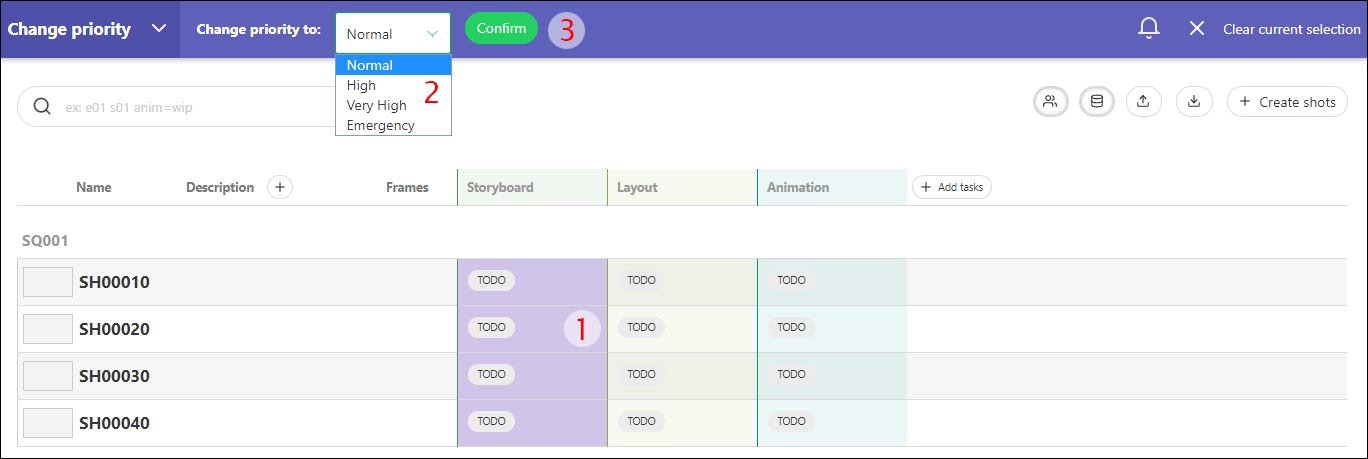 Change priority
Change priority to:
Normal
Confirm
3
Clear current selection
Normal
High
Very High
Emergency
2
ex: e01 s01 anim=wip
Create shots
Name
Description
Frames
Storyboard
Layout
Animation
Add tasks
SQ001
SH00010 TODO TODO TODO
SH00020 TODO 1 TODO TODO
SH00030 TODO TODO TODO
SH00040 TODO TODO TODO